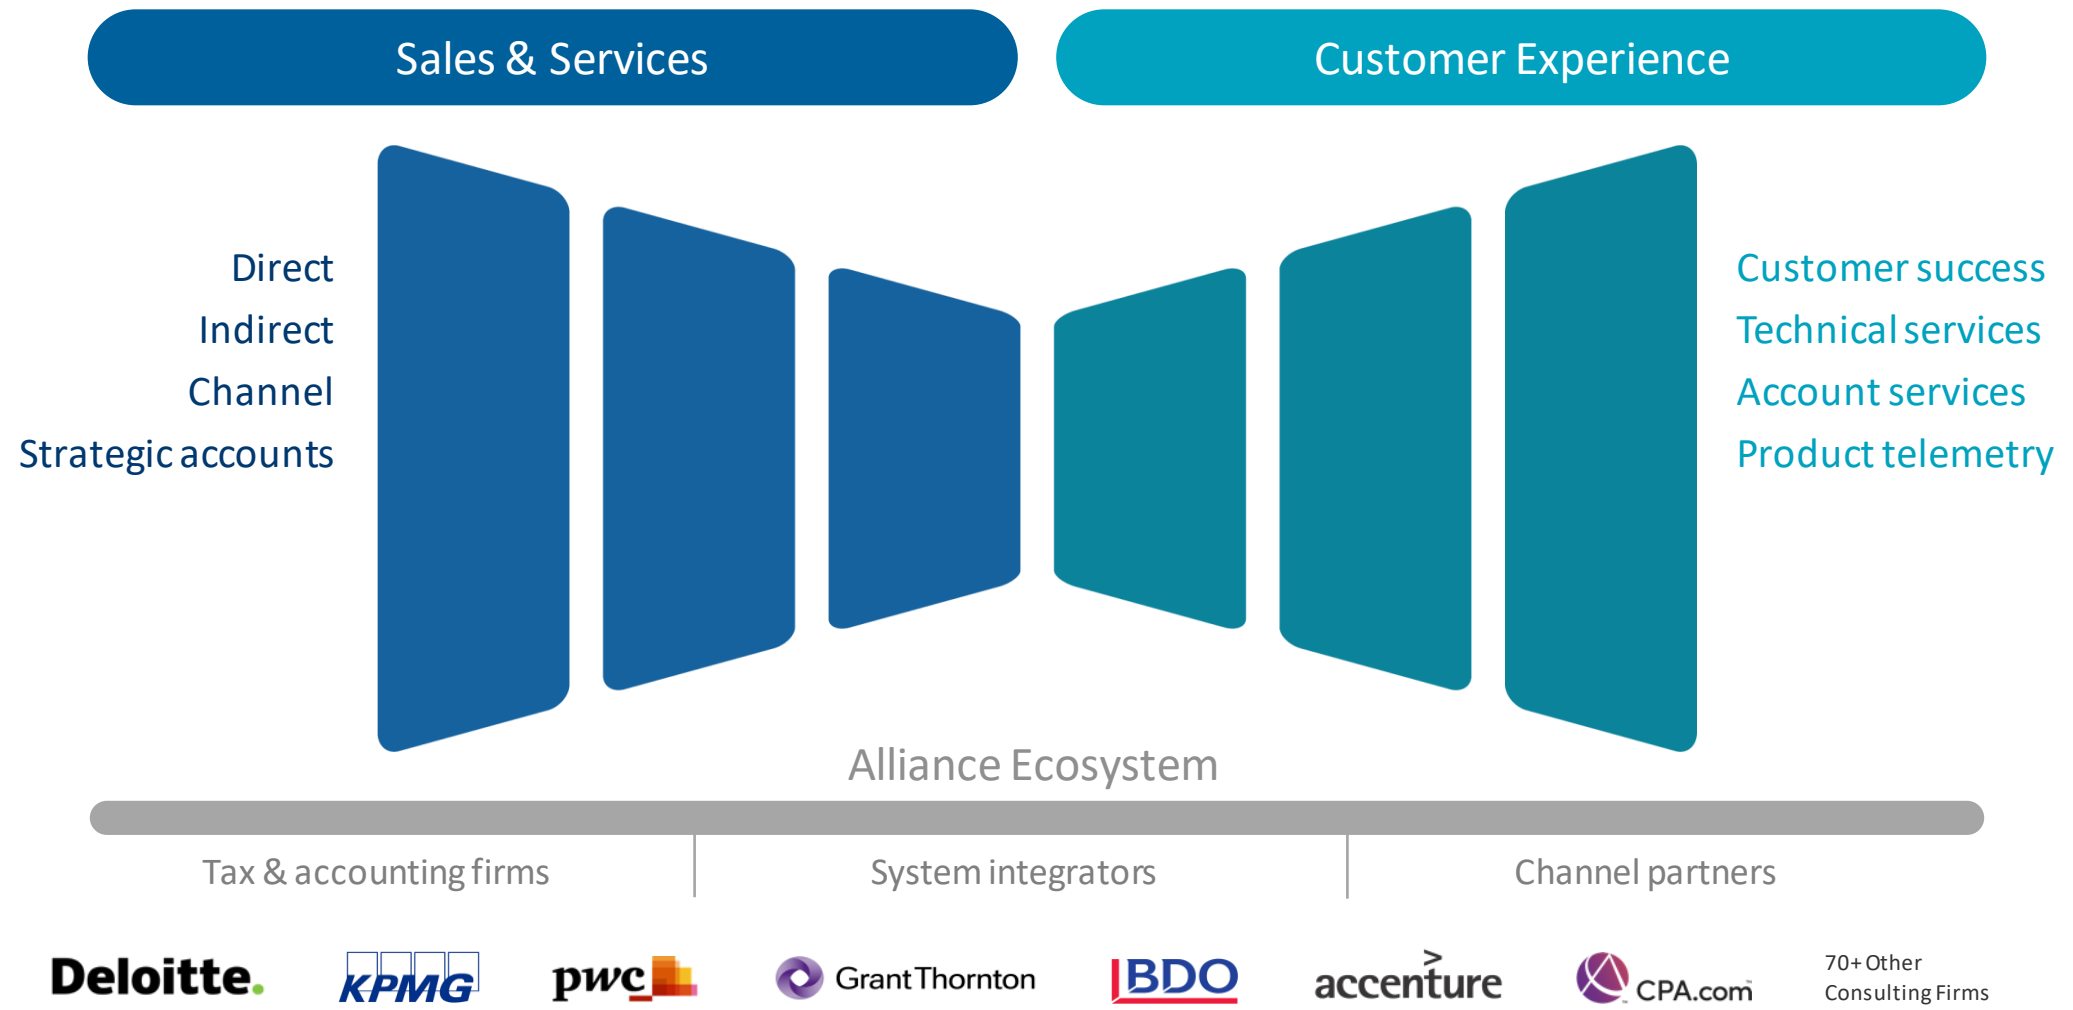 Sales & Services
Customer Experience
Direct
Indirect
Channel
Strategic accounts
Customer success
Technical services
Account services
Product telemetry
Alliance Ecosystem
Tax & accounting firms
System integrators
Channel partners
Deloitte.
KPMG
pwc
Grant Thornton
BDO
accenture
CPA.com
70+ Other
Consulting Firms